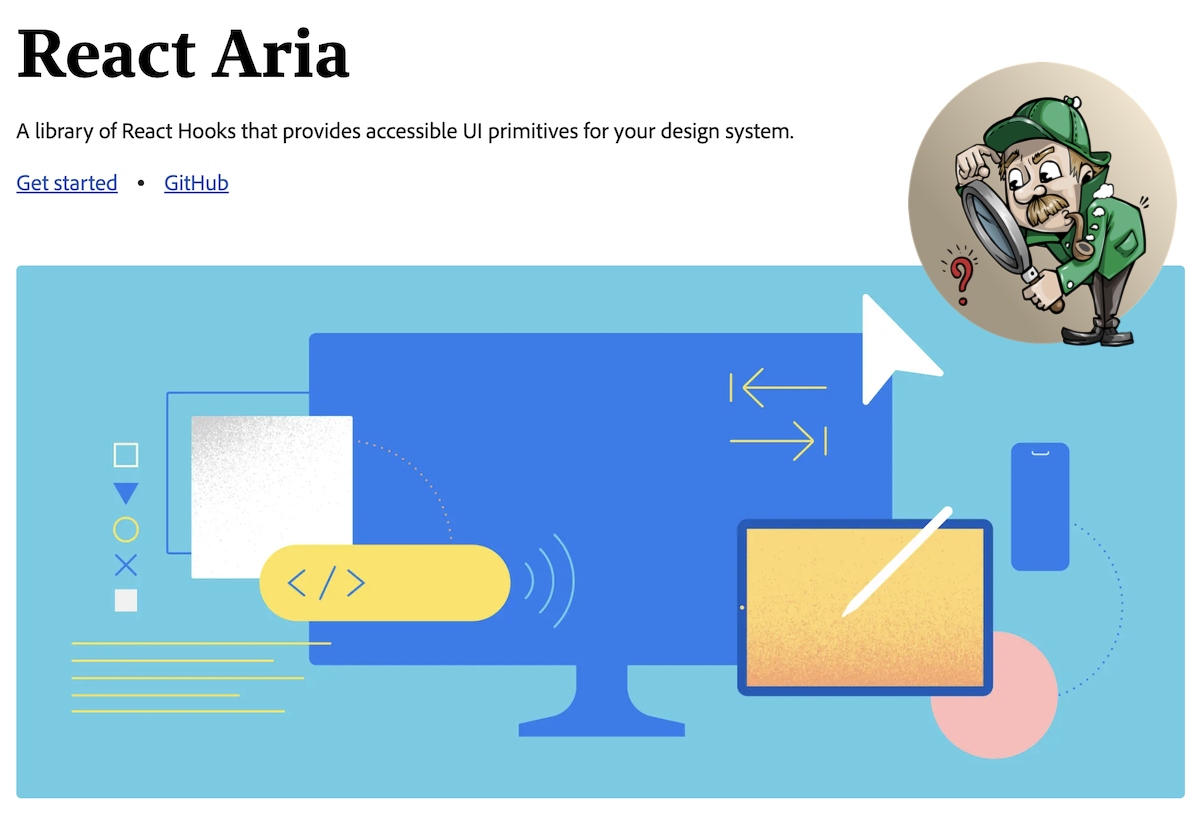 React Aria
A library of React Hooks that provides accessible UI primitives for your design system.
Get started • GitHub
?
</>